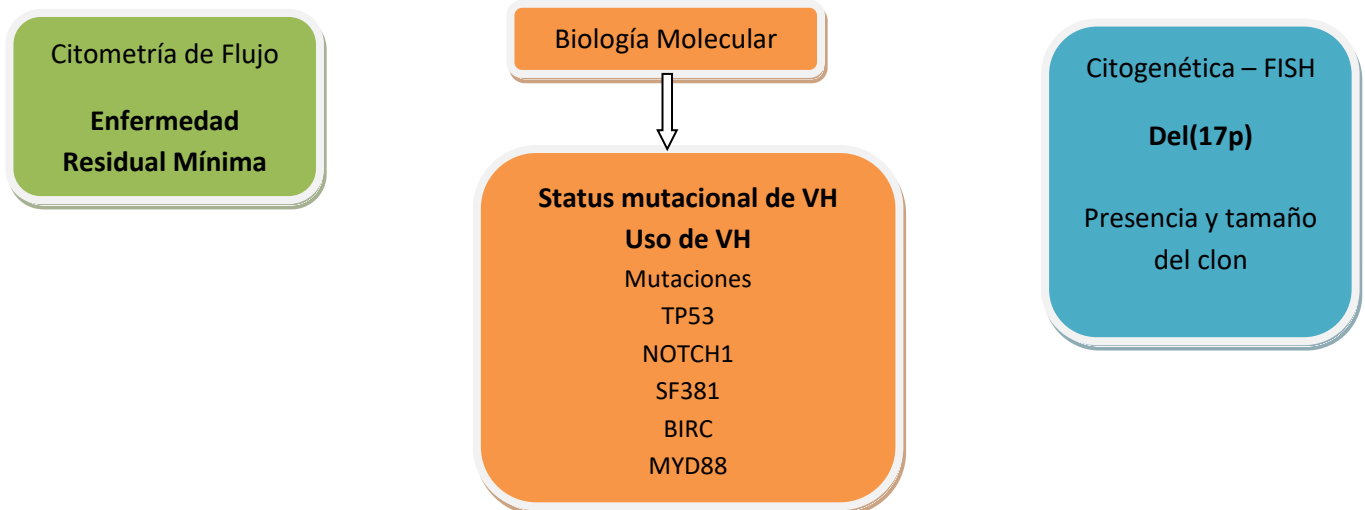 Citometría de Flujo
Enfermedad
Residual Mínima
Biología Molecular
Status mutacional de VH
Uso de VH
Mutaciones
TP53
NOTCH1
SF381
BIRC
MYD88
Citogenética – FISH
Del(17p)
Presencia y tamaño
del clon